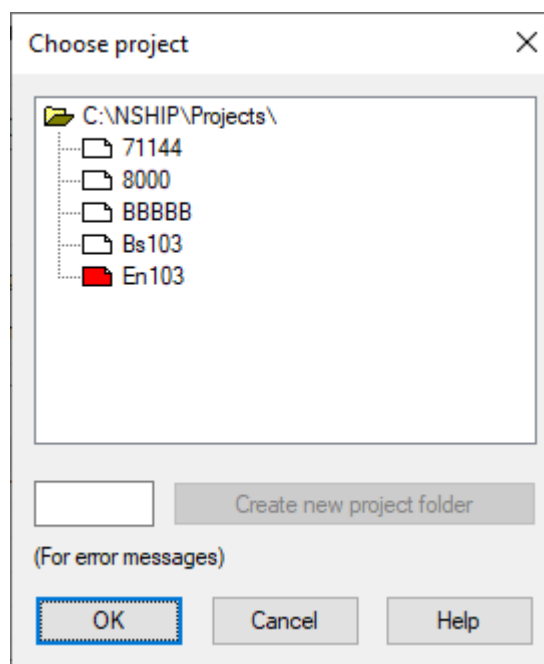 Choose project
C:\NSHIP\Projects\
71144
8000
BBBBB
Bs103
En103
Create new project folder
(For error messages)
OK
Cancel
Help